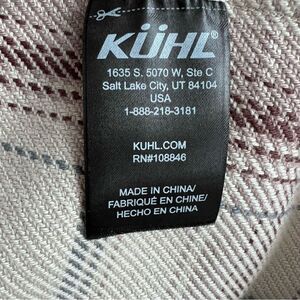 KÜHL
1635 S. 5070 W, Ste C
Salt Lake City, UT 84104
USA
1-888-218-3181
KUHL.COM
RN#108846
MADE IN CHINA/
FABRIQUÉ EN CHINE/
HECHO EN CHINA